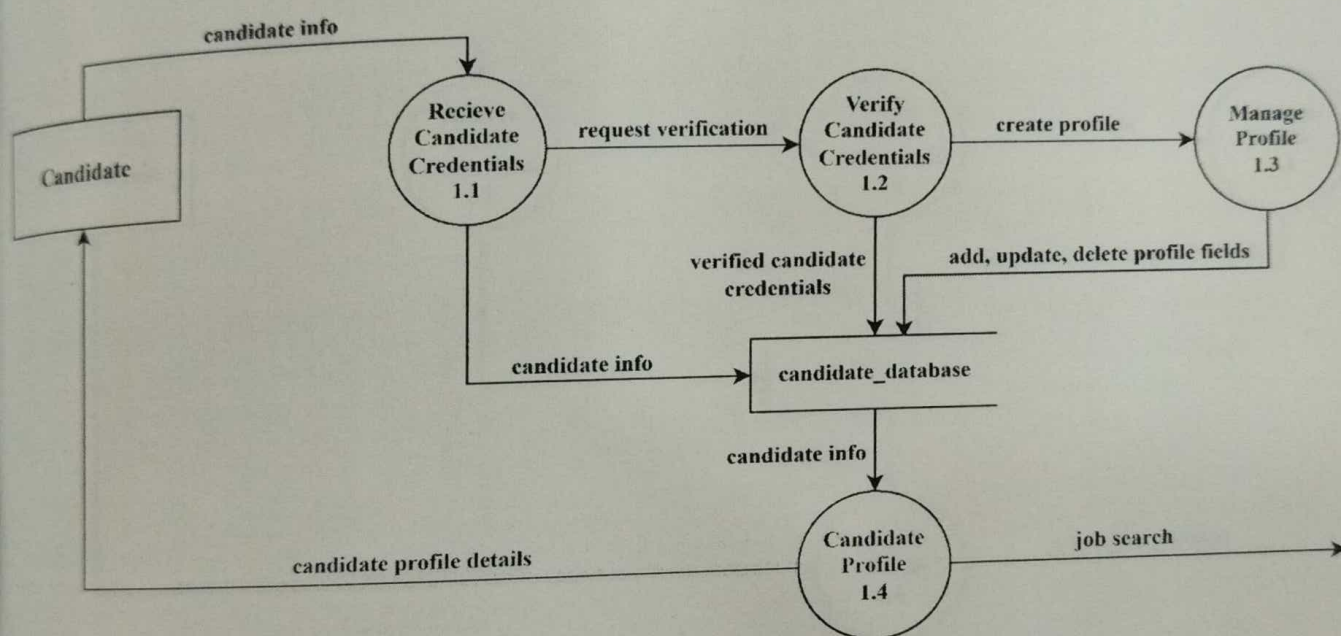 candidate info
Recieve
Candidate
Credentials
1.1
request verification
Verify
Candidate
Credentials
1.2
create profile
Manage
Profile
1.3
Candidate
verified candidate
credentials
add, update, delete profile fields
candidate info
candidate_database
candidate info
Candidate
Profile
1.4
candidate profile details
job search